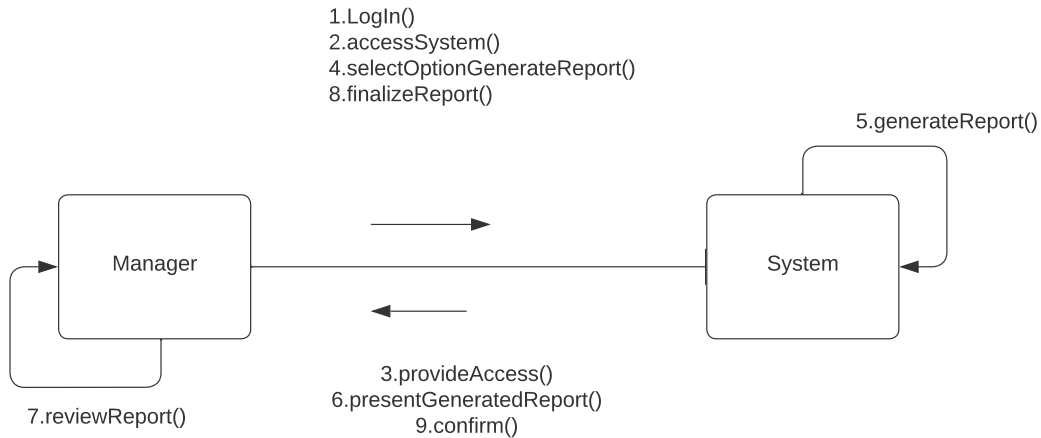 1.LogIn()
2.accessSystem()
4.selectOptionGenerateReport()
8.finalizeReport()
5.generateReport()
Manager
System
3.provideAccess()
6.presentGeneratedReport()
9.confirm()
7.reviewReport()